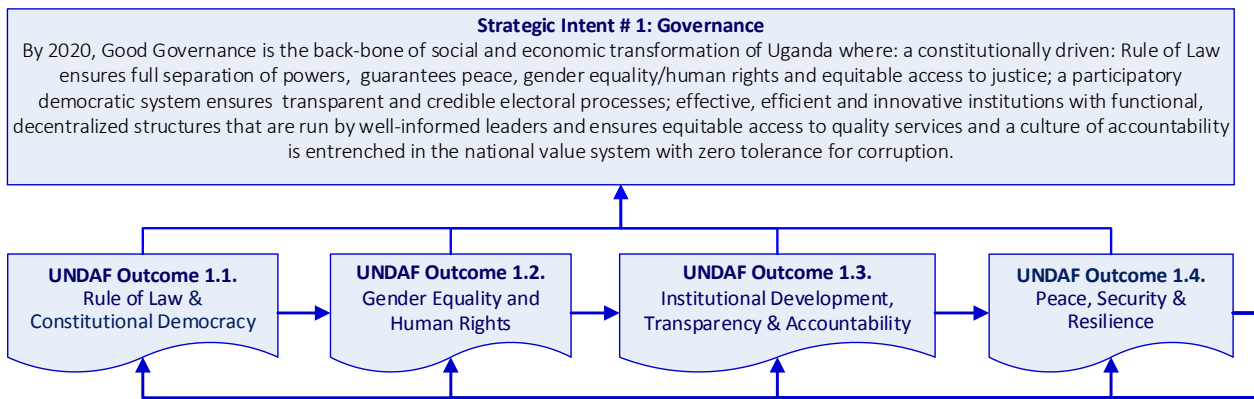 Strategic Intent # 1: Governance
By 2020, Good Governance is the back-bone of social and economic transformation of Uganda where: a constitutionally driven: Rule of Law
ensures full separation of powers, guarantees peace, gender equality/human rights and equitable access to justice; a participatory
democratic system ensures transparent and credible electoral processes; effective, efficient and innovative institutions with functional,
decentralized structures that are run by well-informed leaders and ensures equitable access to quality services and a culture of accountability
is entrenched in the national value system with zero tolerance for corruption.
UNDAF Outcome 1.1.
Rule of Law &
Constitutional Democracy
UNDAF Outcome 1.2.
Gender Equality and
Human Rights
UNDAF Outcome 1.3.
Institutional Development,
Transparency & Accountability
UNDAF Outcome 1.4.
Peace, Security &
Resilience